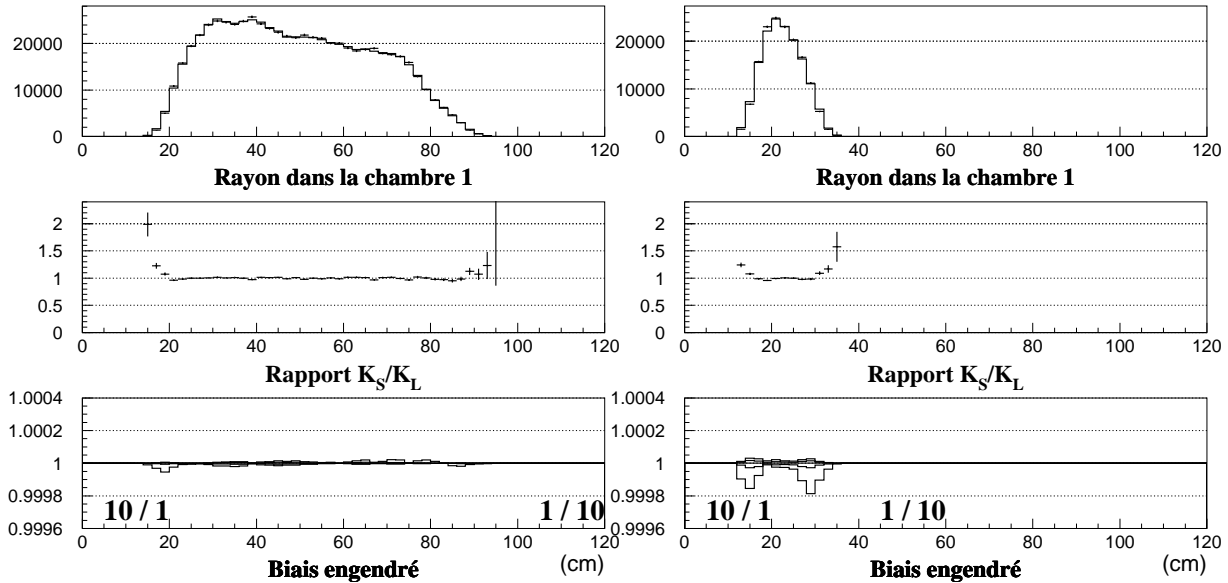 20000
10000
0
0 20 40 60 80 100 120
Rayon dans la chambre 1
20000
10000
0
0 20 40 60 80 100 120
Rayon dans la chambre 1
2
1.5
1
0.5
0
0 20 40 60 80 100 120
Rapport K_S/K_L
2
1.5
1
0.5
0
0 20 40 60 80 100 120
Rapport K_S/K_L
1.0004
1.0002
1
0.9998
0.9996
10 / 1 1 / 10
0 20 40 60 80 100 120
Biais engendré (cm)
1.0004
1.0002
1
0.9998
0.9996
10 / 1 1 / 10
0 20 40 60 80 100 120
Biais engendré (cm)